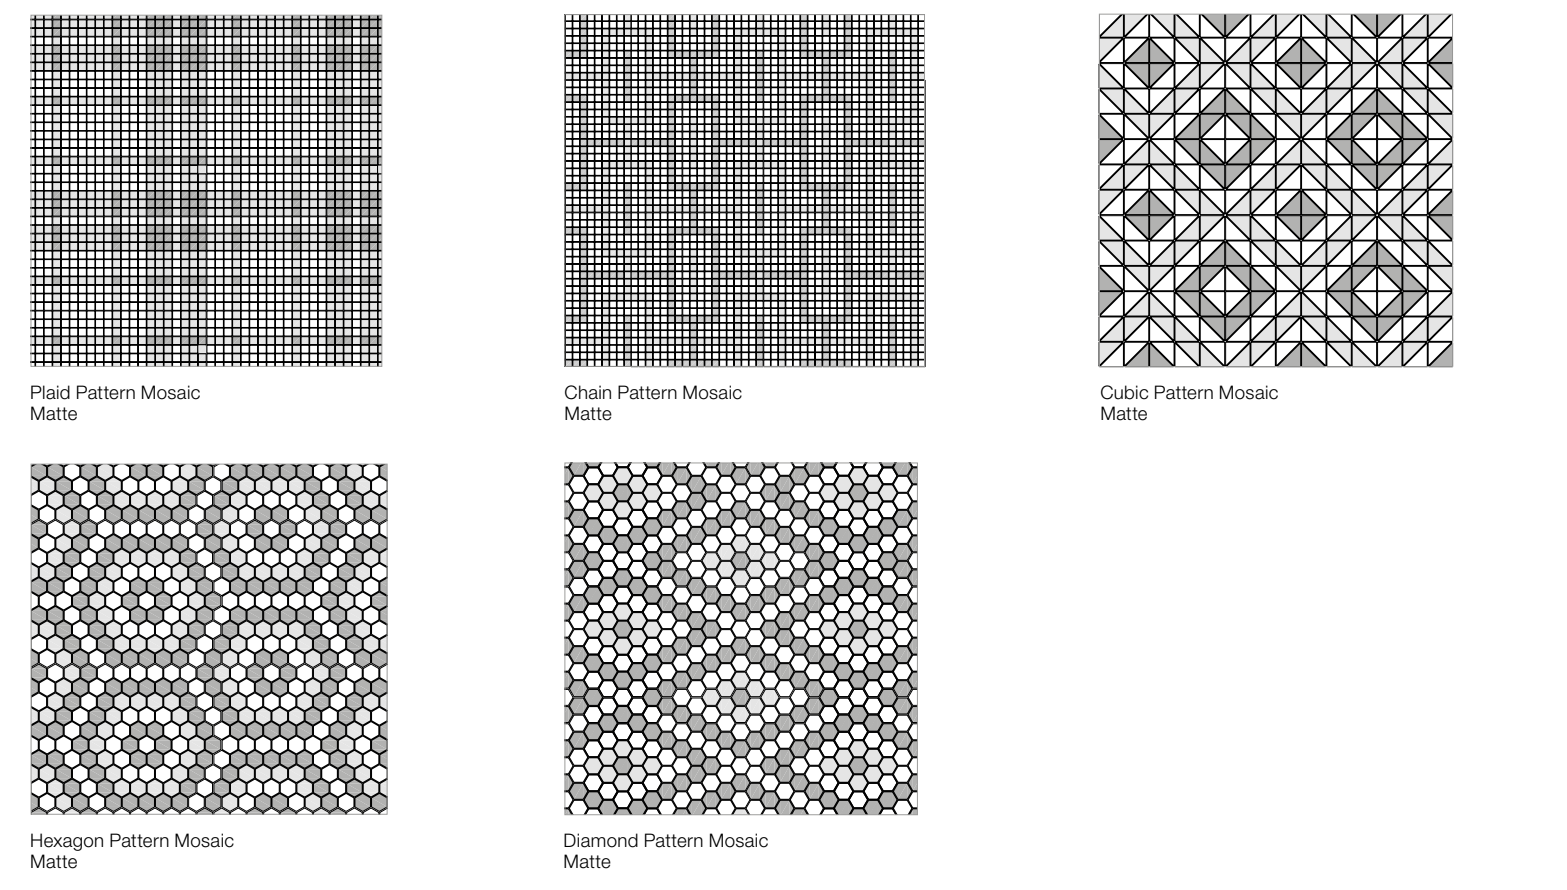 Plaid Pattern Mosaic
Matte
Chain Pattern Mosaic
Matte
Cubic Pattern Mosaic
Matte
Hexagon Pattern Mosaic
Matte
Diamond Pattern Mosaic
Matte